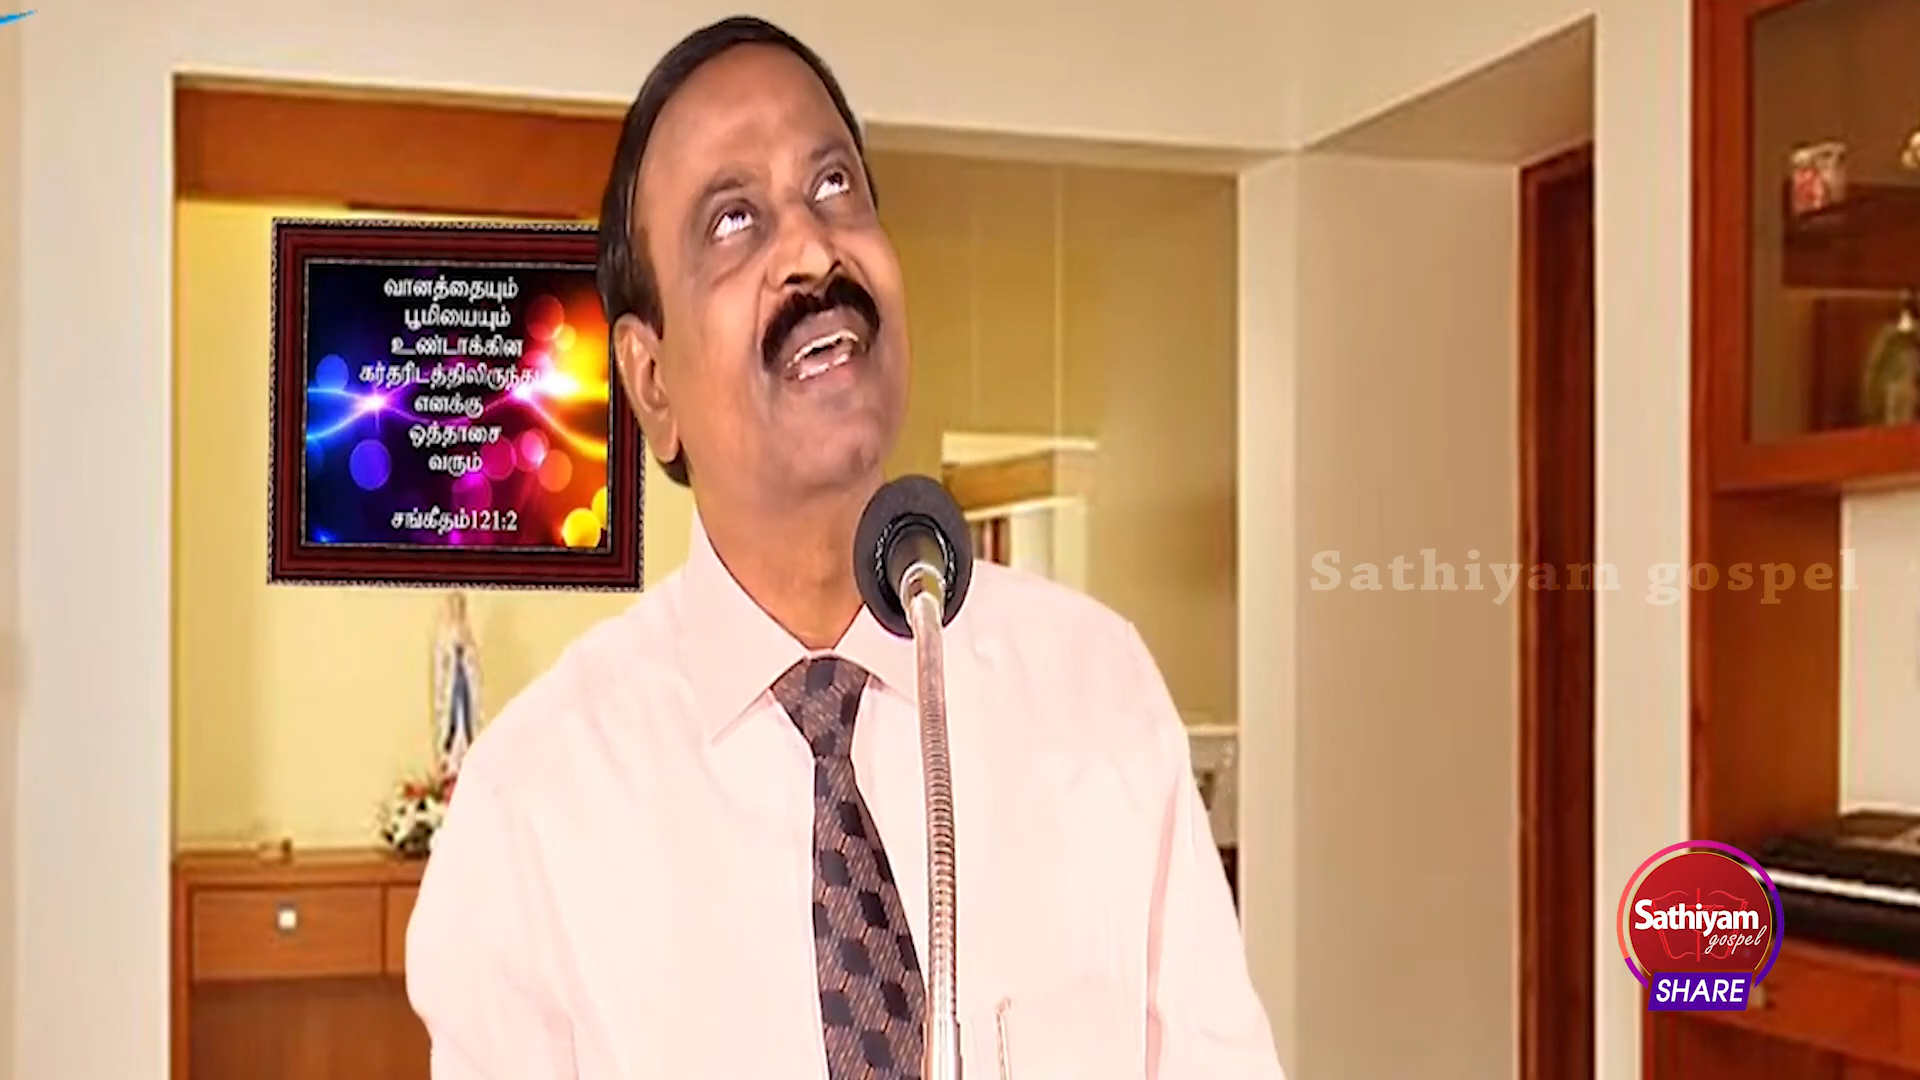 வானத்தையும்
பூமியையும்
உண்டாக்கின
கர்தரிடத்திலிருந்து
எனக்கு
ஒத்தாசை
வரும்
சங்கீதம்121:2
Sathiyam gospel
Sathiyam
gospel
SHARE